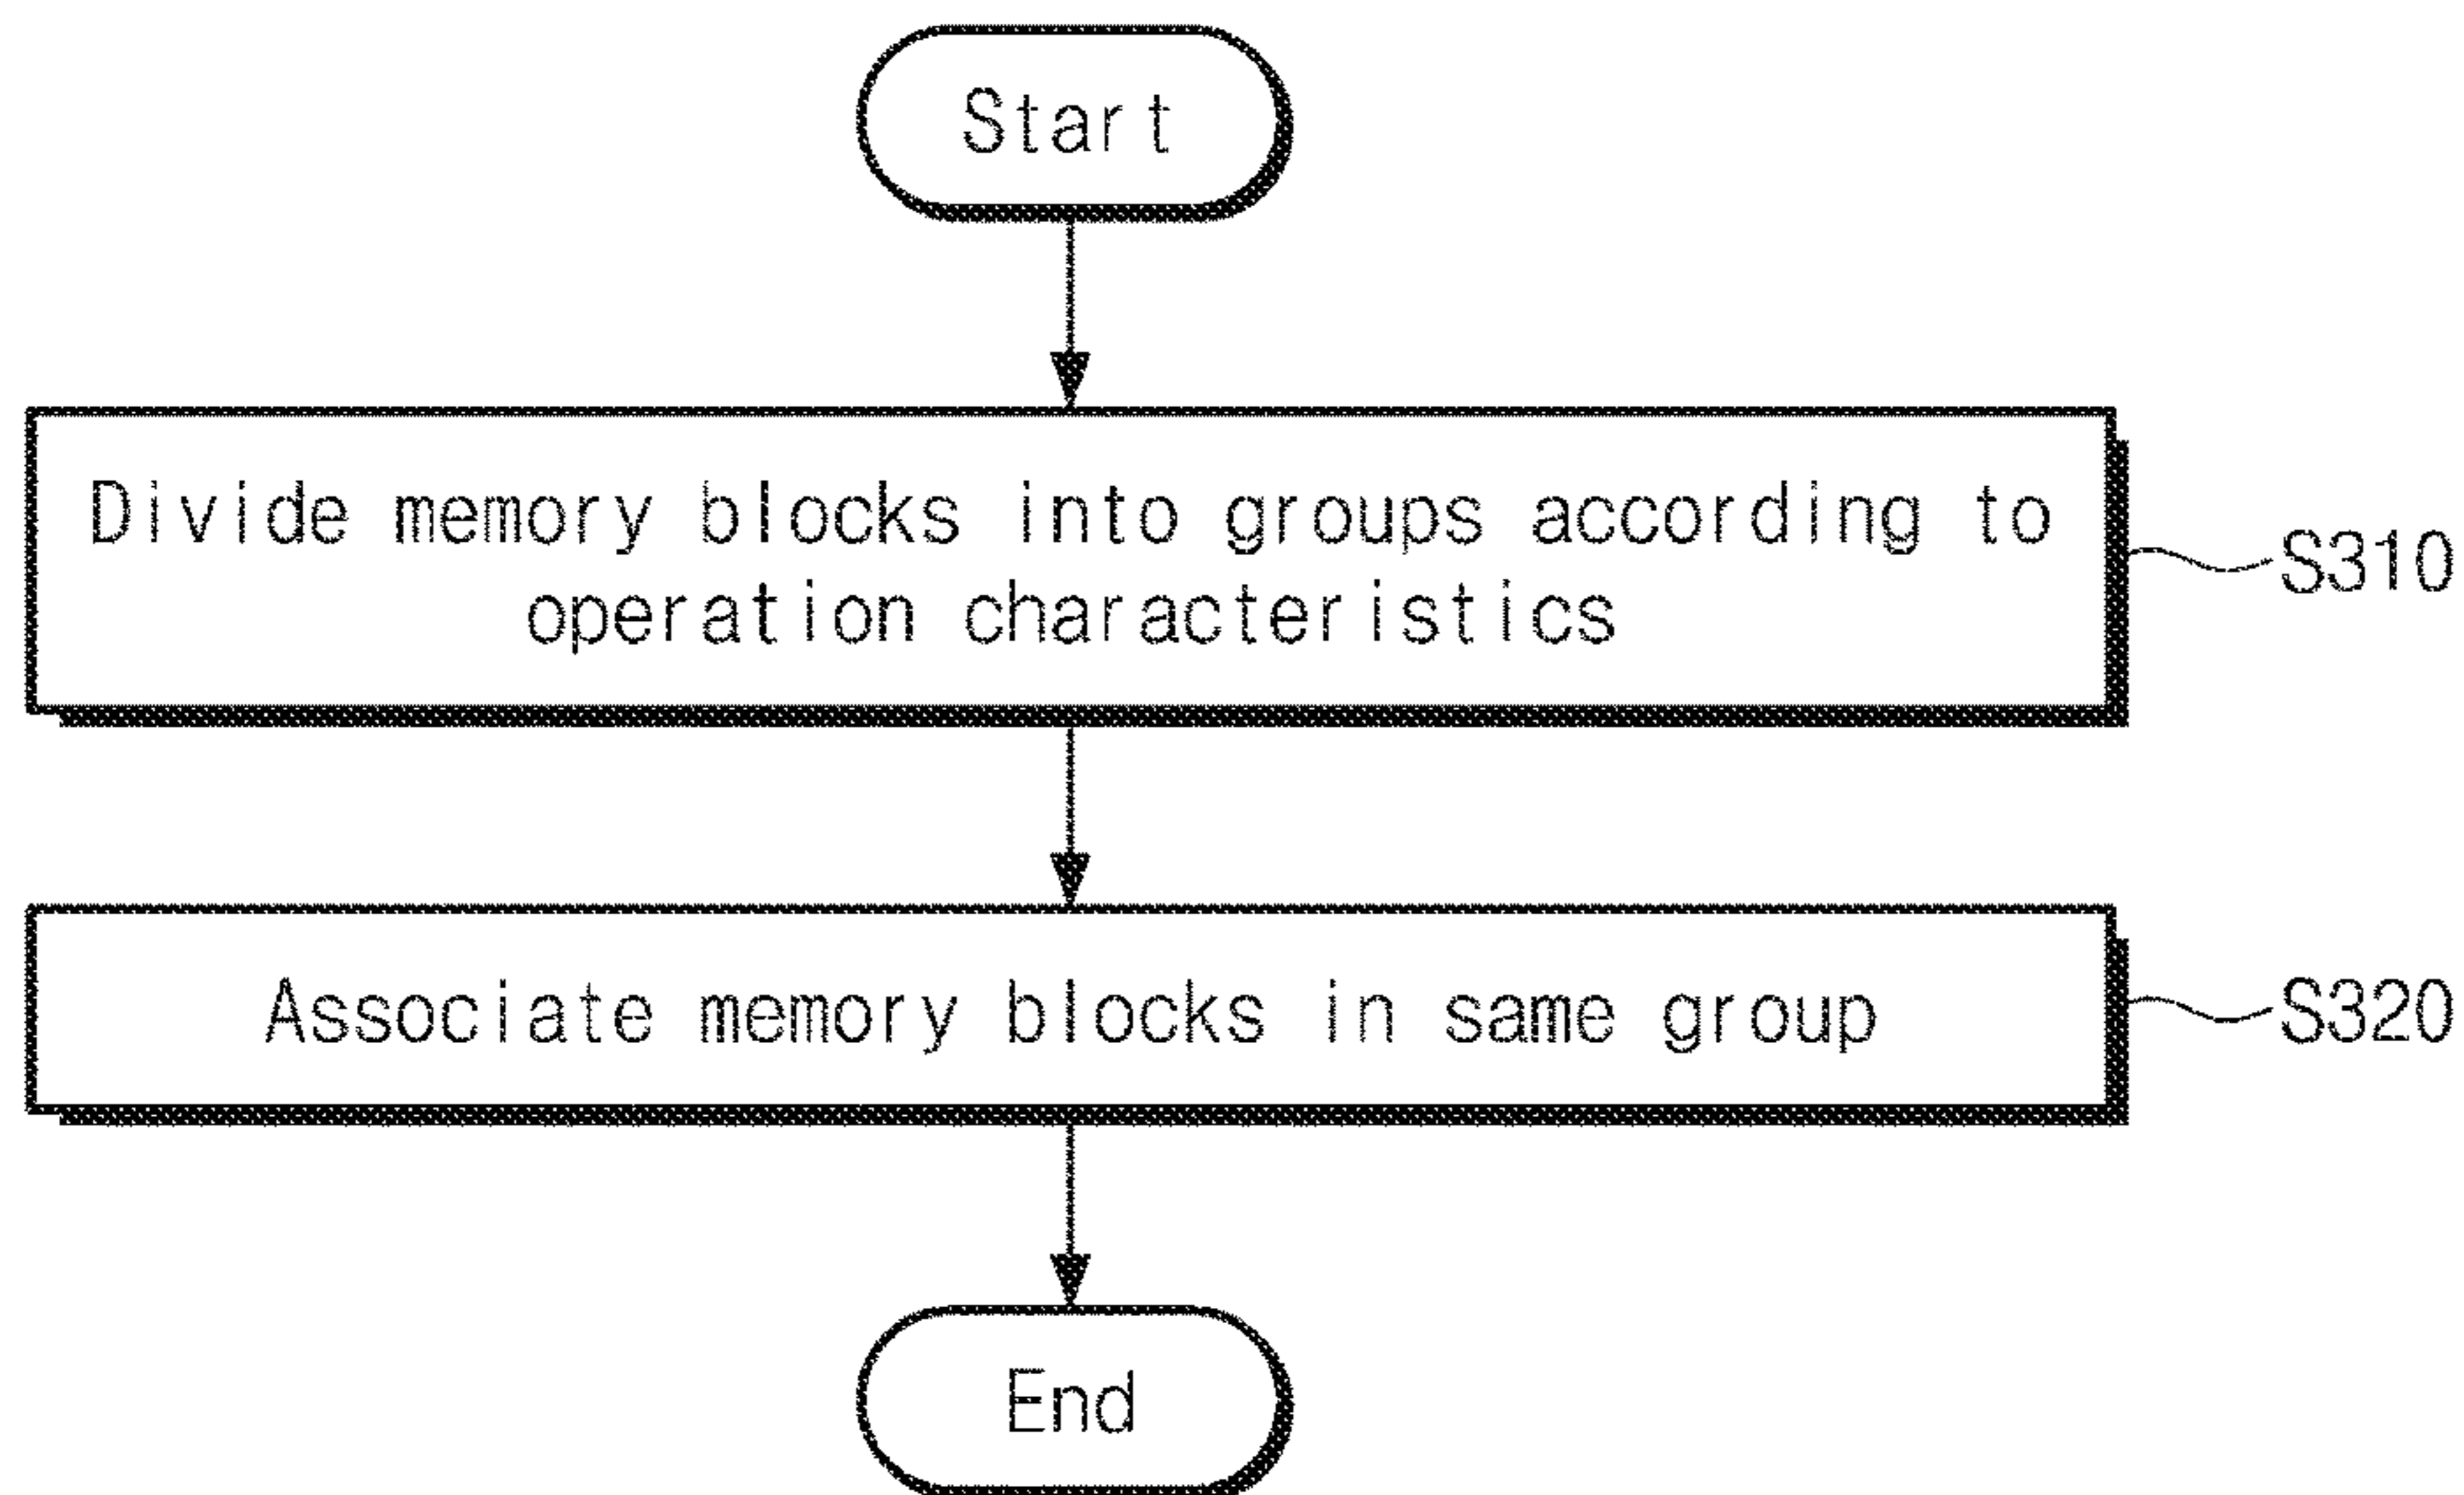 Start
Divide memory blocks into groups according to
operation characteristics
S310
Associate memory blocks in same group
S320
End